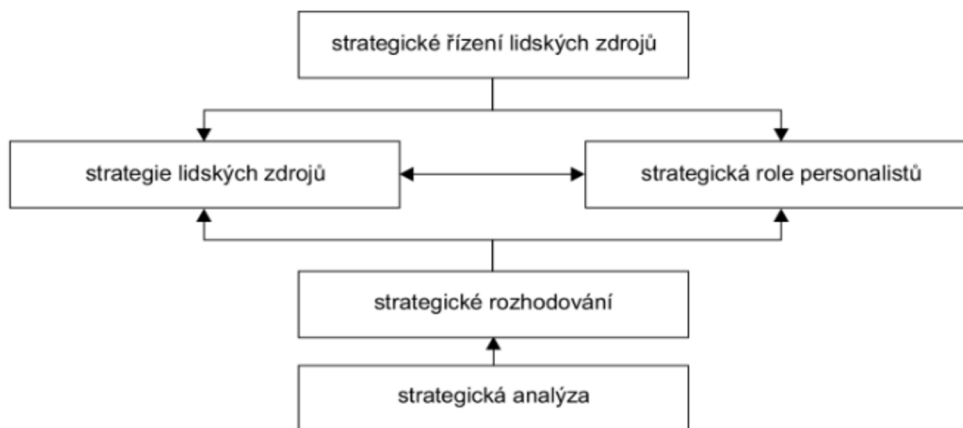 strategické řízení lidských zdrojů
strategie lidských zdrojů
strategická role personalistů
strategické rozhodování
strategická analýza